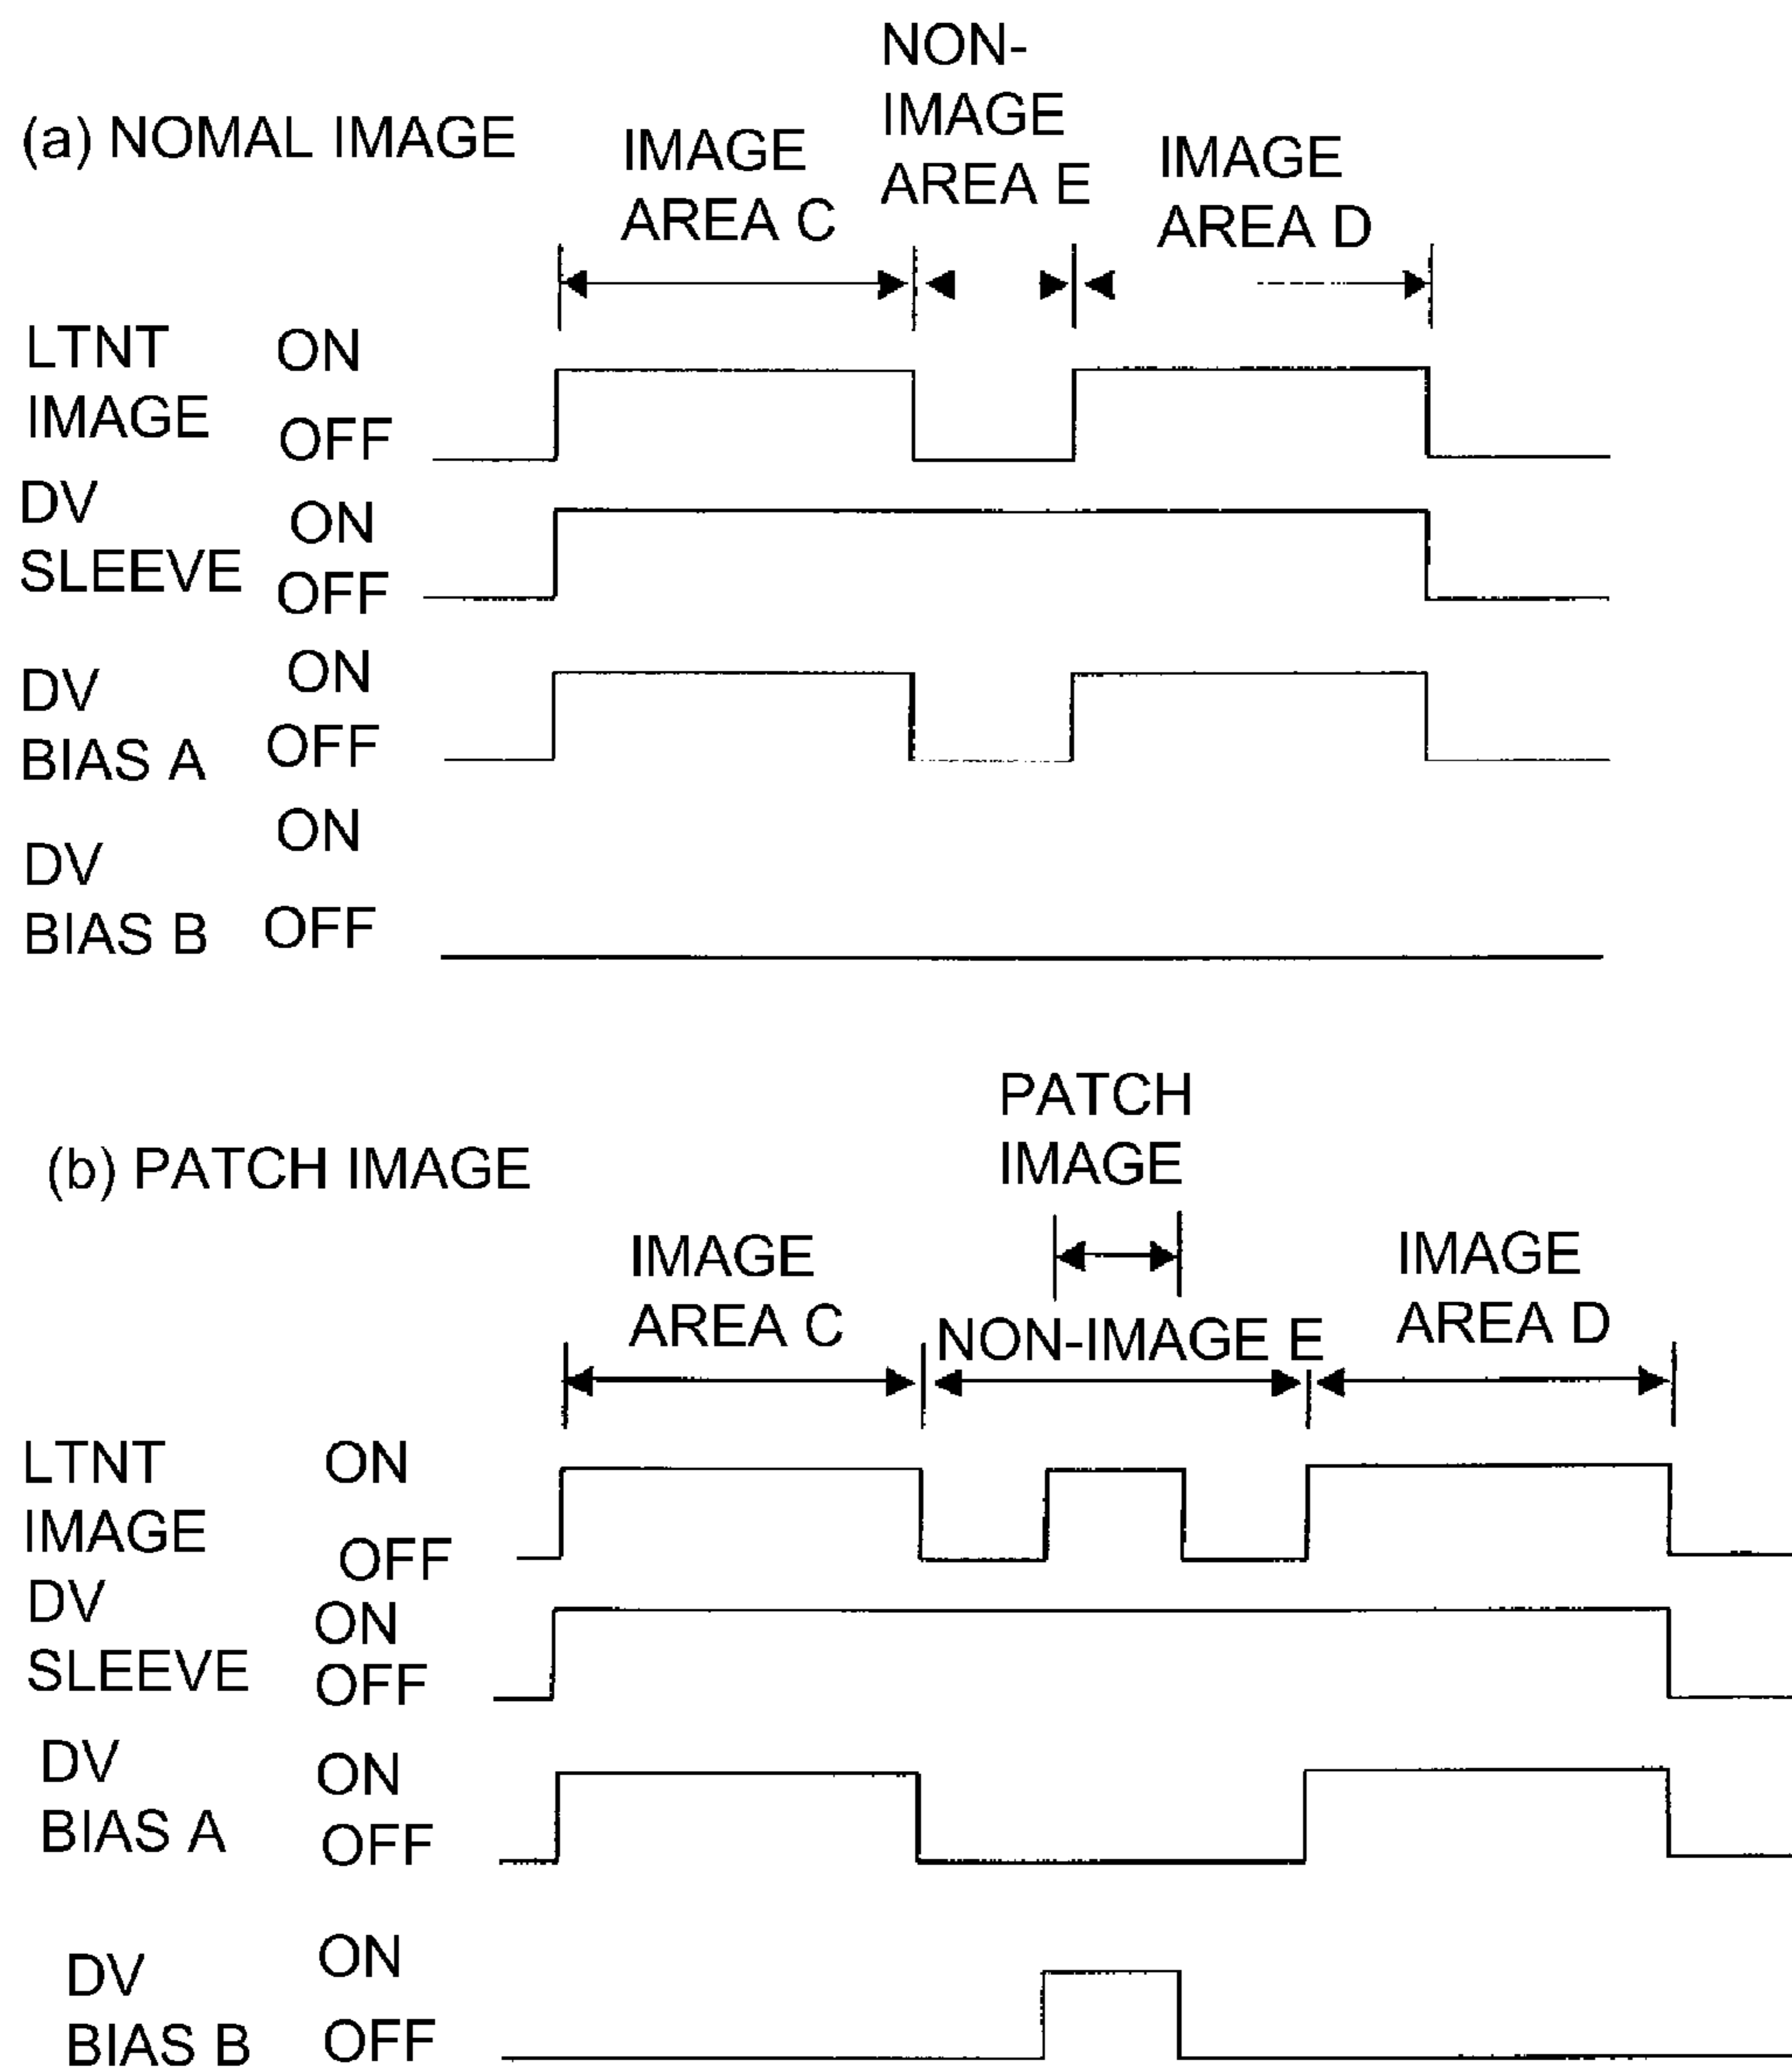 (a) NOMAL IMAGE
IMAGE
AREA C
NON-
IMAGE
AREA E
IMAGE
AREA D
LTNT
IMAGE
ON
OFF
DV
SLEEVE
ON
OFF
DV
BIAS A
ON
OFF
DV
BIAS B
ON
OFF
(b) PATCH IMAGE
PATCH
IMAGE
IMAGE
AREA C
NON-IMAGE E
IMAGE
AREA D
LTNT
IMAGE
ON
OFF
DV
SLEEVE
ON
OFF
DV
BIAS A
ON
OFF
DV
BIAS B
ON
OFF